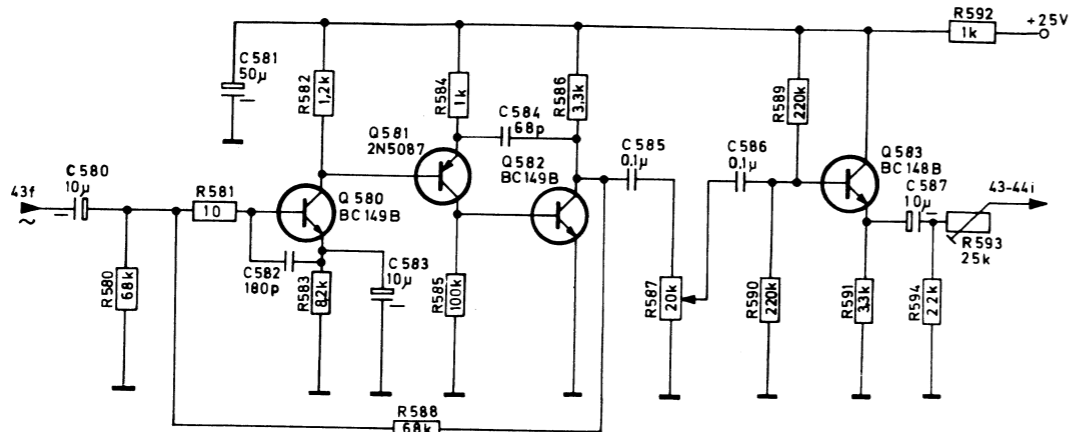 R592
1k
+25V
C581
50µ
R582
1,2k
R584
1k
C584
68p
R586
3,3k
R589
220k
Q581
2N5087
Q582
BC149B
C585
0.1µ
C586
0.1µ
Q583
BC148B
C587
10µ
43-44i
43f
~
C580
10µ
R581
10
Q580
BC149B
R580
68k
C582
180p
R583
8,2k
C583
10µ
R585
100k
R587
20k
R590
220k
R591
3,3k
R594
22k
R593
25k
R588
68k